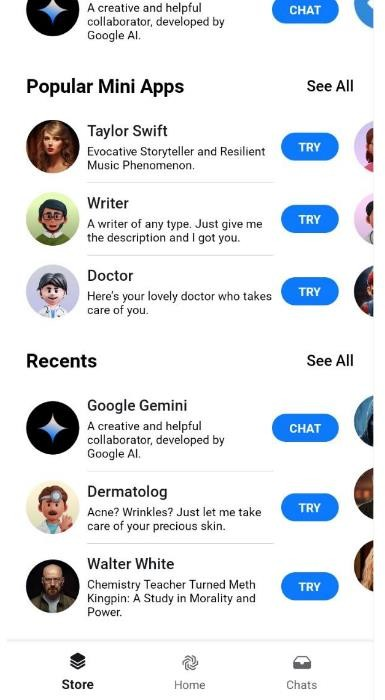 A creative and helpful
collaborator, developed by
Google AI.
CHAT
Popular Mini Apps
See All
Taylor Swift
Evocative Storyteller and Resilient
Music Phenomenon.
TRY
Writer
A writer of any type. Just give me
the description and I got you.
TRY
Doctor
Here's your lovely doctor who takes
care of you.
TRY
Recents
See All
Google Gemini
A creative and helpful
collaborator, developed by
Google AI.
CHAT
Dermatolog
Acne? Wrinkles? Just let me take
care of your precious skin.
TRY
Walter White
Chemistry Teacher Turned Meth
Kingpin: A Study in Morality and
Power.
TRY
Store
Home
Chats